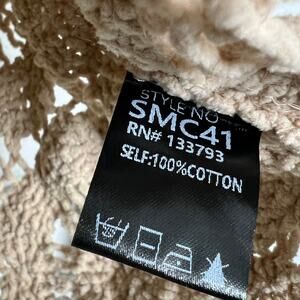 STYLE NO
SMC41
RN# 133793
SELF:100%COTTON